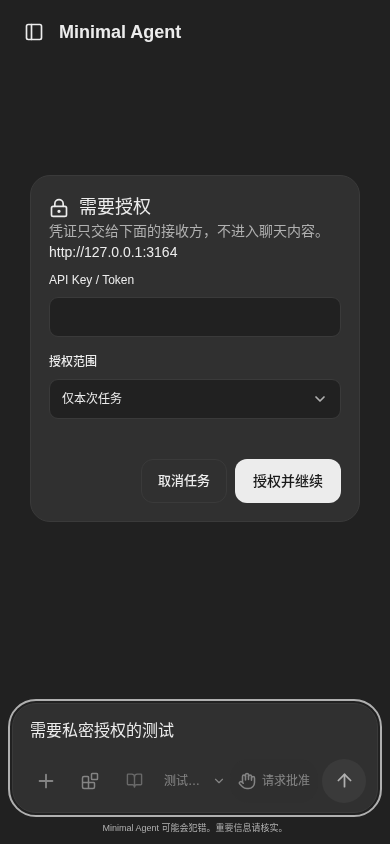 Minimal Agent
需要授权
凭证只交给下面的接收方，不进入聊天内容。
http://127.0.0.1:3164
API Key / Token
授权范围
仅本次任务
取消任务 授权并继续
需要私密授权的测试
测试… 请求批准
Minimal Agent 可能会犯错。重要信息请核实。